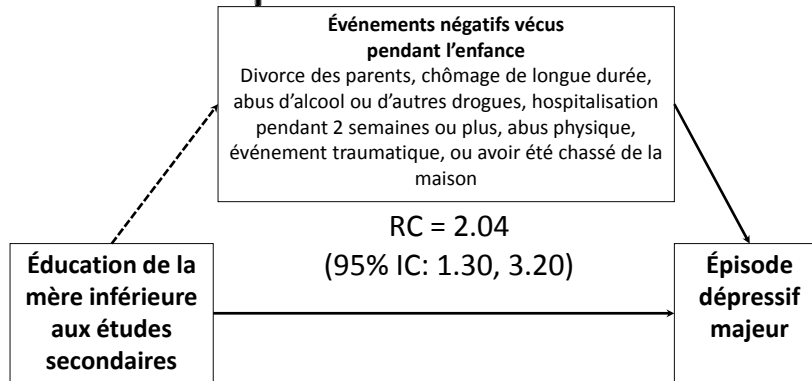 Événements négatifs vécus
pendant l'enfance
Divorce des parents, chômage de longue durée,
abus d'alcool ou d'autres drogues, hospitalisation
pendant 2 semaines ou plus, abus physique,
événement traumatique, ou avoir été chassé de la
maison
RC = 2.04
(95% IC: 1.30, 3.20)
Éducation de la
mère inférieure
aux études
secondaires
Épisode
dépressif
majeur